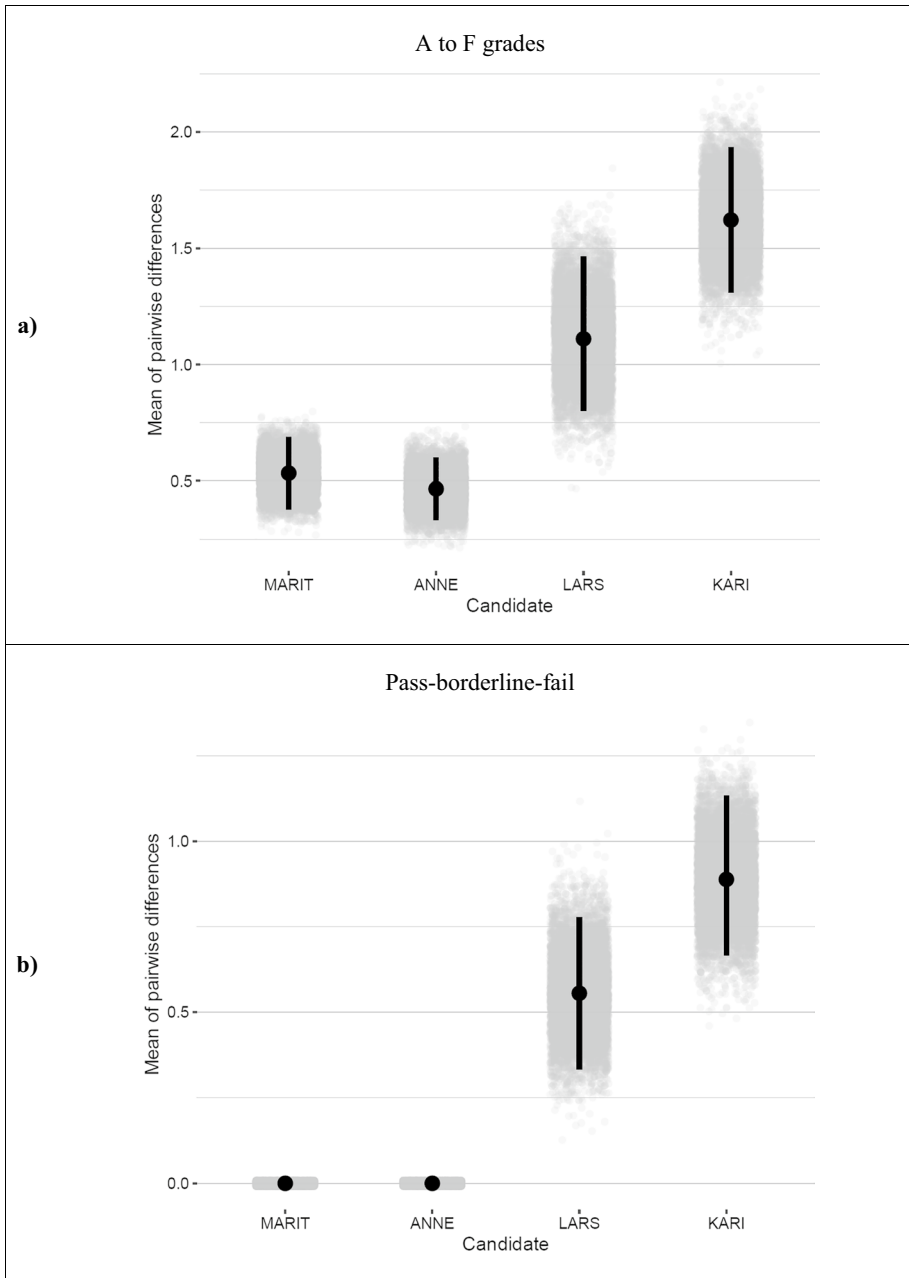 A to F grades
a)
Mean of pairwise differences
2.0
1.5
1.0
0.5
MARIT ANNE LARS KARI
Candidate
Pass-borderline-fail
b)
Mean of pairwise differences
1.0
0.5
0.0
MARIT ANNE LARS KARI
Candidate